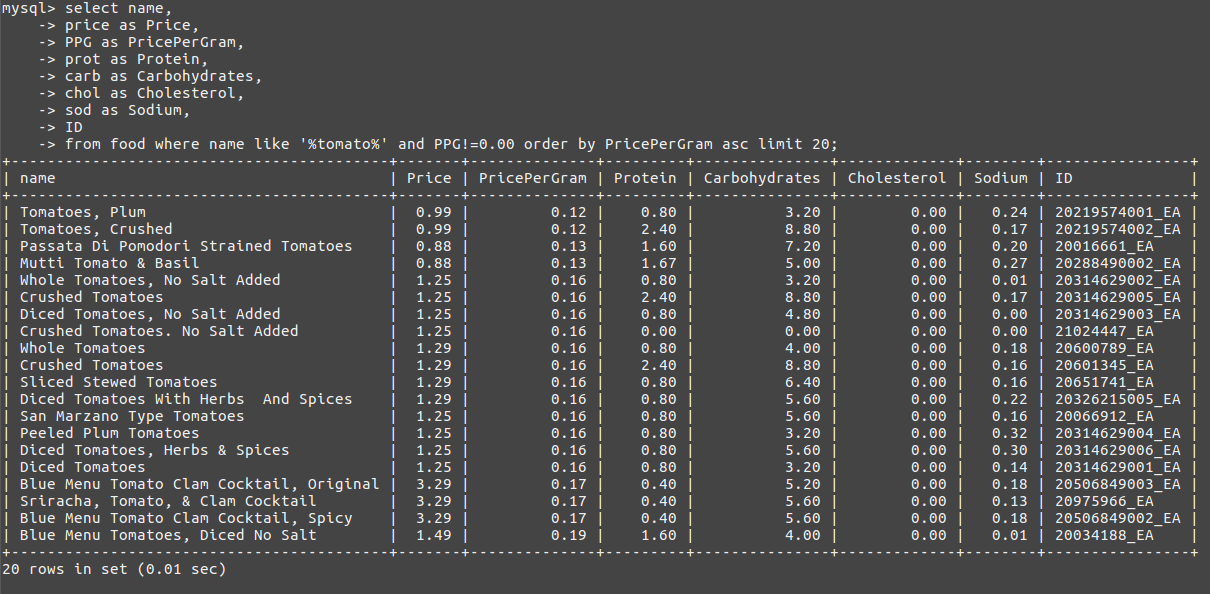 mysql> select name,
    -> price as Price,
    -> PPG as PricePerGram,
    -> prot as Protein,
    -> carb as Carbohydrates,
    -> chol as Cholesterol,
    -> sod as Sodium,
    -> ID
    -> from food where name like '%tomato%' and PPG!=0.00 order by PricePerGram asc limit 20;
+------------------------------------------+-------+--------------+---------+---------------+-------------+--------+----------------+
| name                                     | Price | PricePerGram | Protein | Carbohydrates | Cholesterol | Sodium | ID             |
+------------------------------------------+-------+--------------+---------+---------------+-------------+--------+----------------+
| Tomatoes, Plum                           |  0.99 |         0.12 |    0.80 |          3.20 |        0.00 |   0.24 | 20219574001_EA |
| Tomatoes, Crushed                        |  0.99 |         0.12 |    2.40 |          8.80 |        0.00 |   0.17 | 20219574002_EA |
| Passata Di Pomodori Strained Tomatoes    |  0.88 |         0.13 |    1.60 |          7.20 |        0.00 |   0.20 | 20016661_EA    |
| Mutti Tomato & Basil                     |  0.88 |         0.13 |    1.67 |          5.00 |        0.00 |   0.27 | 20288490002_EA |
| Whole Tomatoes, No Salt Added            |  1.25 |         0.16 |    0.80 |          3.20 |        0.00 |   0.01 | 20314629002_EA |
| Crushed Tomatoes                         |  1.25 |         0.16 |    2.40 |          8.80 |        0.00 |   0.17 | 20314629005_EA |
| Diced Tomatoes, No Salt Added            |  1.25 |         0.16 |    0.80 |          4.80 |        0.00 |   0.00 | 20314629003_EA |
| Crushed Tomatoes. No Salt Added          |  1.25 |         0.16 |    0.00 |          0.00 |        0.00 |   0.00 | 21024447_EA    |
| Whole Tomatoes                           |  1.29 |         0.16 |    0.80 |          4.00 |        0.00 |   0.18 | 20600789_EA    |
| Crushed Tomatoes                         |  1.29 |         0.16 |    2.40 |          8.80 |        0.00 |   0.16 | 20601345_EA    |
| Sliced Stewed Tomatoes                   |  1.29 |         0.16 |    0.80 |          6.40 |        0.00 |   0.16 | 20651741_EA    |
| Diced Tomatoes With Herbs  And Spices    |  1.29 |         0.16 |    0.80 |          5.60 |        0.00 |   0.22 | 20326215005_EA |
| San Marzano Type Tomatoes                |  1.25 |         0.16 |    0.80 |          5.60 |        0.00 |   0.16 | 20066912_EA    |
| Peeled Plum Tomatoes                     |  1.25 |         0.16 |    0.80 |          3.20 |        0.00 |   0.32 | 20314629004_EA |
| Diced Tomatoes, Herbs & Spices           |  1.25 |         0.16 |    0.80 |          5.60 |        0.00 |   0.30 | 20314629006_EA |
| Diced Tomatoes                           |  1.25 |         0.16 |    0.80 |          3.20 |        0.00 |   0.14 | 20314629001_EA |
| Blue Menu Tomato Clam Cocktail, Original |  3.29 |         0.17 |    0.40 |          5.20 |        0.00 |   0.18 | 20506849003_EA |
| Sriracha, Tomato, & Clam Cocktail        |  3.29 |         0.17 |    0.40 |          5.60 |        0.00 |   0.13 | 20975966_EA    |
| Blue Menu Tomato Clam Cocktail, Spicy    |  3.29 |         0.17 |    0.40 |          5.60 |        0.00 |   0.18 | 20506849002_EA |
| Blue Menu Tomatoes, Diced No Salt        |  1.49 |         0.19 |    1.60 |          4.00 |        0.00 |   0.01 | 20034188_EA    |
+------------------------------------------+-------+--------------+---------+---------------+-------------+--------+----------------+
20 rows in set (0.01 sec)